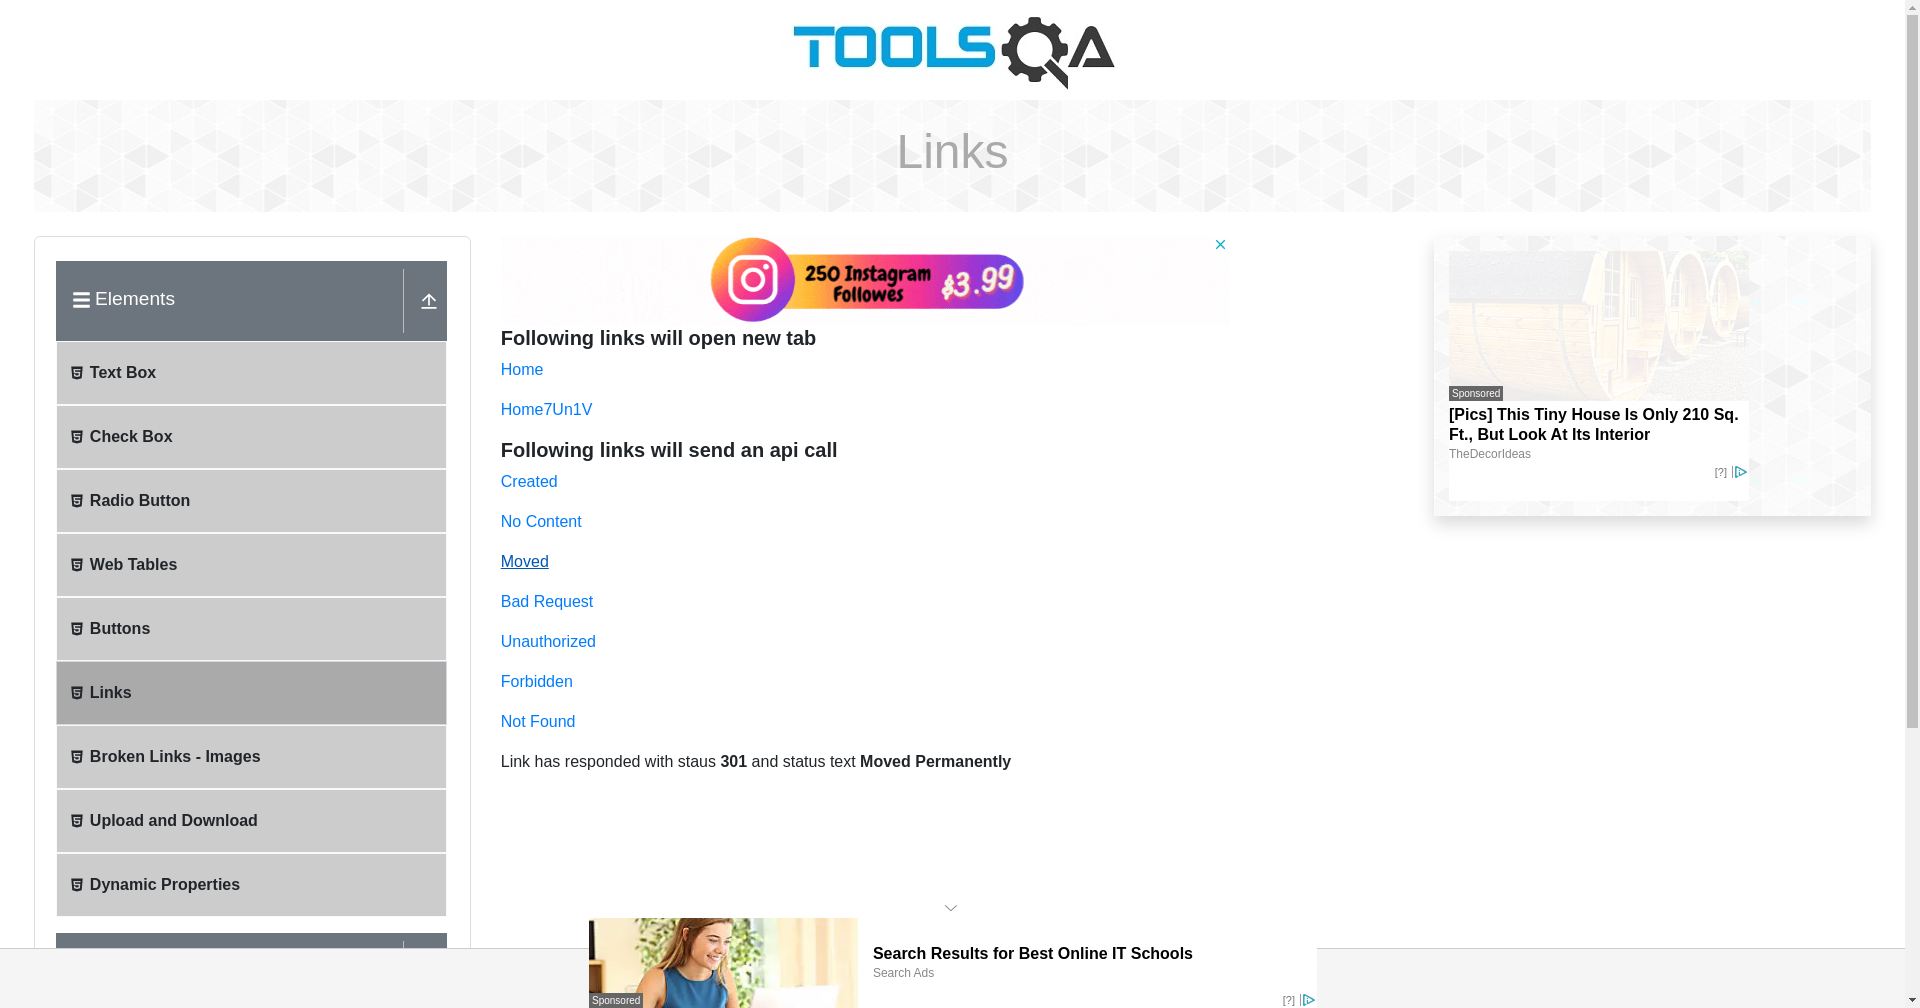 TOOLSQA
Links
Elements
Text Box
Check Box
Radio Button
Web Tables
Buttons
Links
Broken Links - Images
Upload and Download
Dynamic Properties
250 Instagram
Followes
$3.99
Following links will open new tab
Home
Home7Un1V
Following links will send an api call
Created
No Content
Moved
Bad Request
Unauthorized
Forbidden
Not Found
Link has responded with staus 301 and status text Moved Permanently
Sponsored
[Pics] This Tiny House Is Only 210 Sq.
Ft., But Look At Its Interior
TheDecorIdeas
[?]
Search Results for Best Online IT Schools
Search Ads
Sponsored
[?]